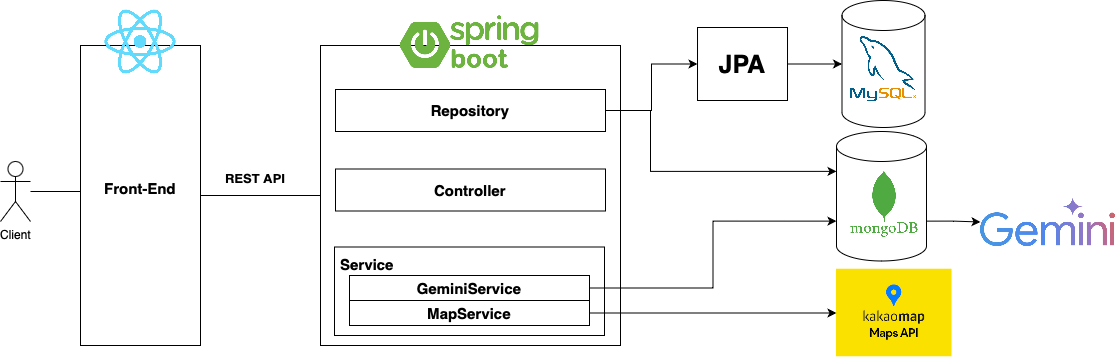 spring
boot
JPA
MySQL
Repository
REST API
Front-End
Controller
Client
mongoDB
Gemini
Service
GeminiService
MapService
kakaomap
Maps API